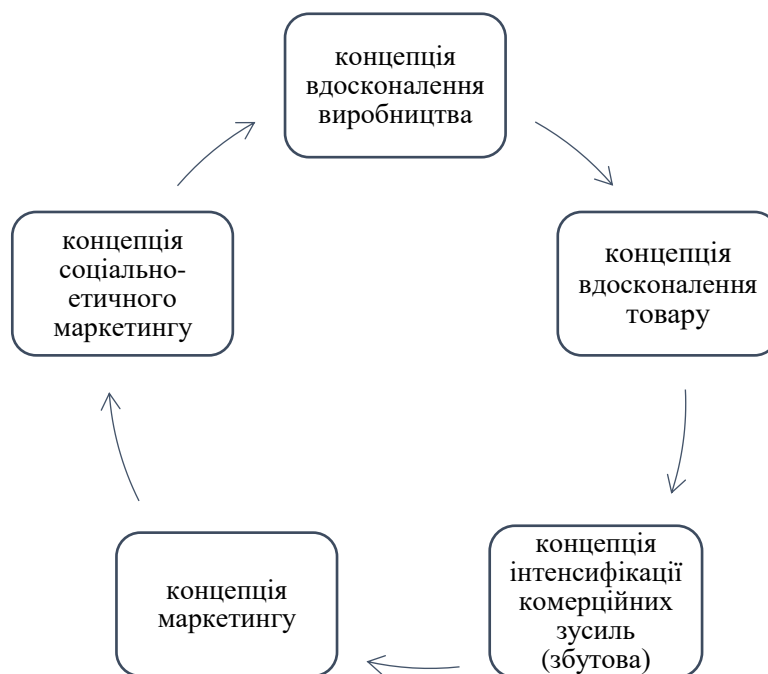 концепція
вдосконалення
виробництва
концепція
вдосконалення
товару
концепція
інтенсифікації
комерційних
зусиль
(збутова)
концепція
маркетингу
концепція
соціально-
етичного
маркетингу